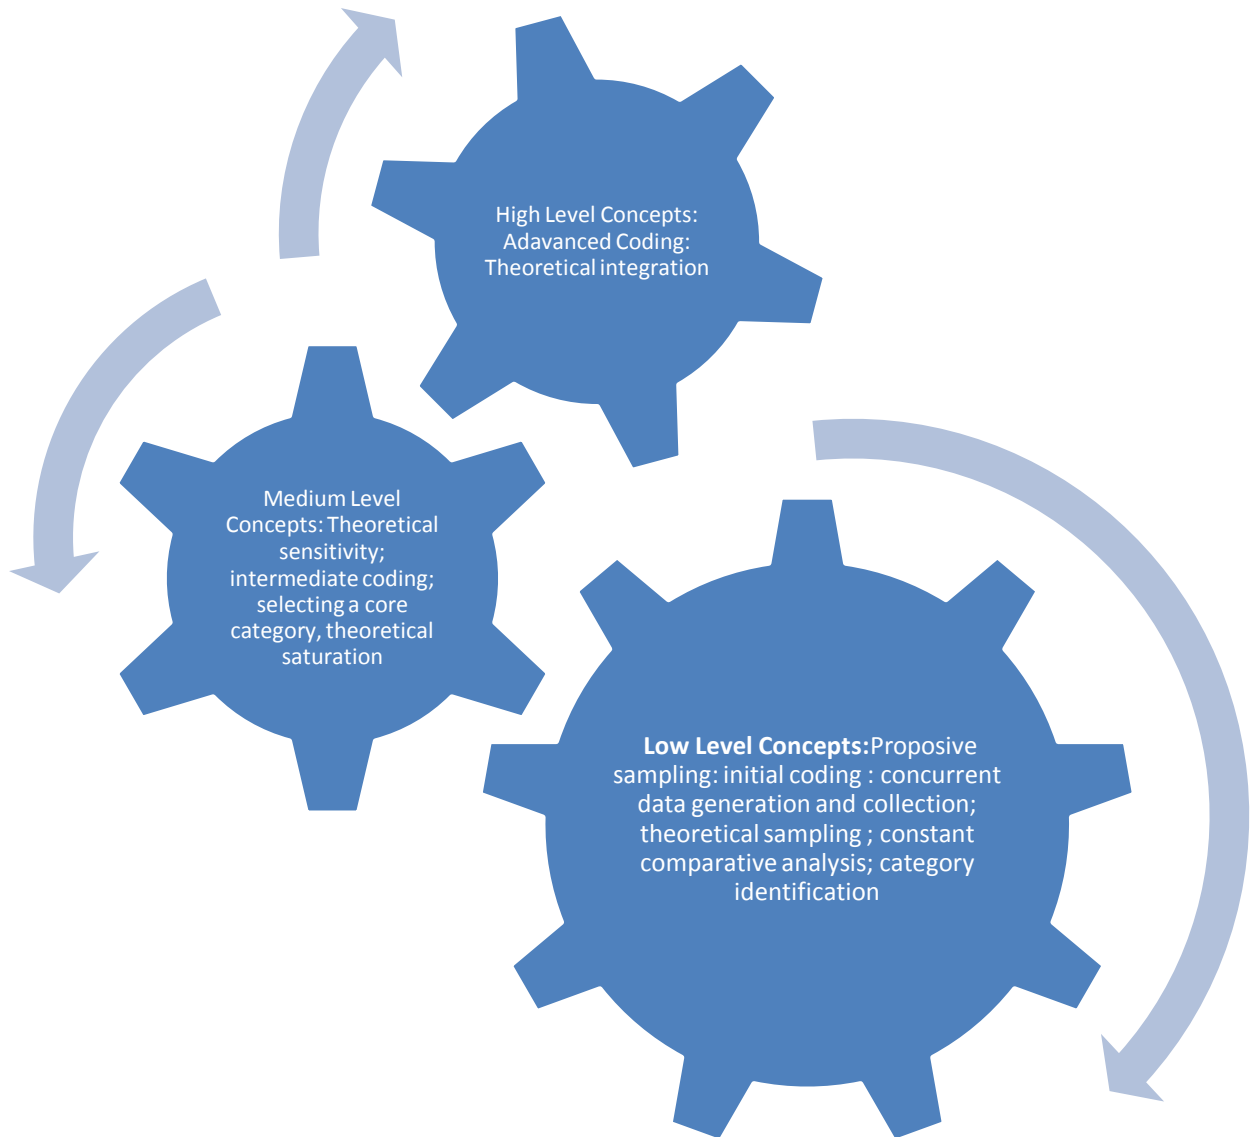 High Level Concepts:
Adavanced Coding:
Theoretical integration
Medium Level
Concepts: Theoretical
sensitivity;
intermediate coding;
selecting a core
category, theoretical
saturation
Low Level Concepts:Proposive
sampling: initial coding : concurrent
data generation and collection;
theoretical sampling ; constant
comparative analysis; category
identification